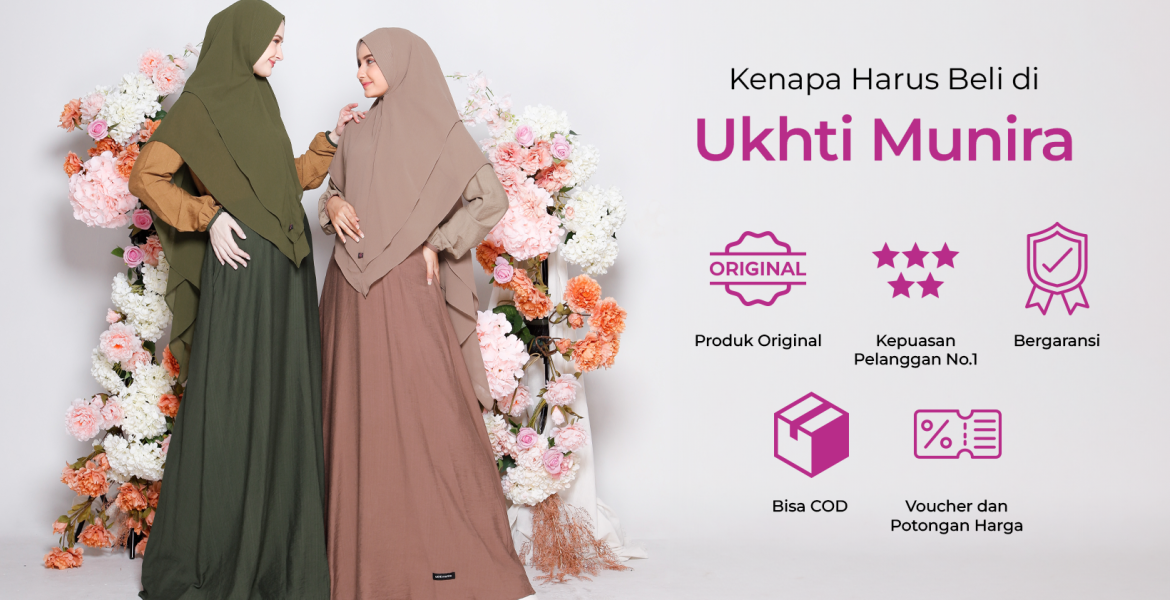 Kenapa Harus Beli di
Ukhti Munira
ORIGINAL
Produk Original
Kepuasan
Pelanggan No.1
Bergaransi
Bisa COD
Voucher dan
Potongan Harga